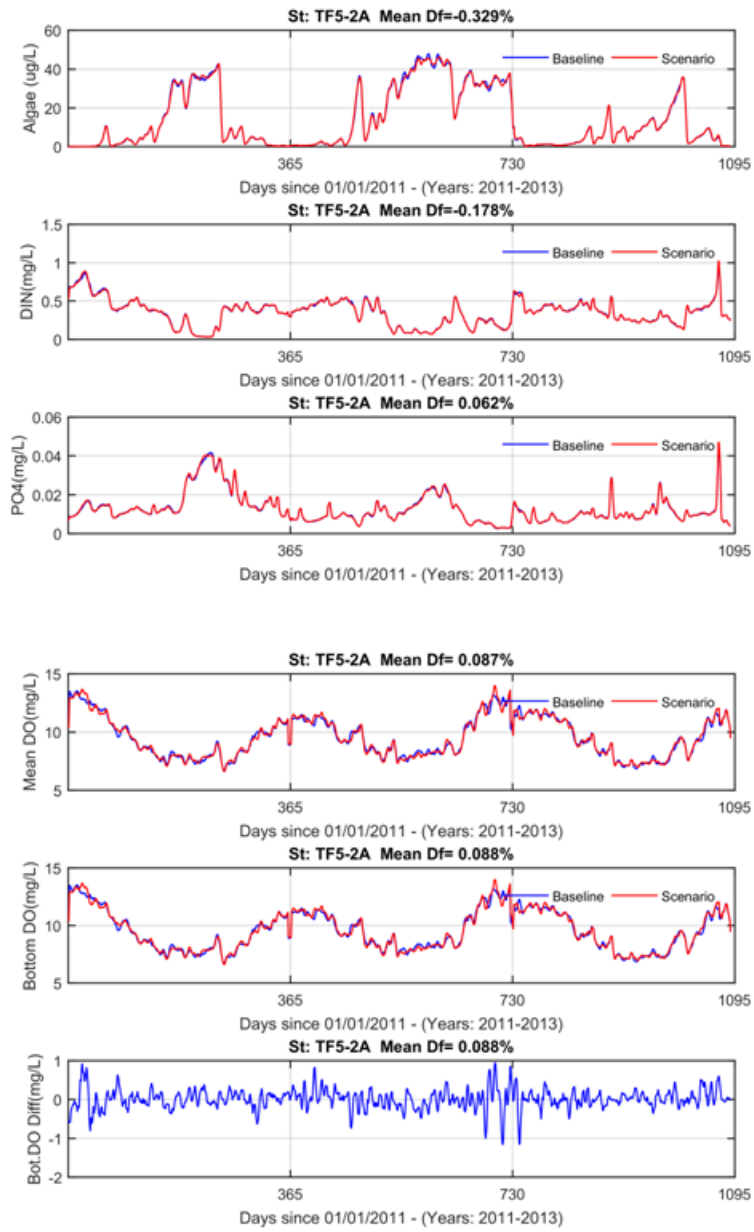 St: TF5-2A Mean Df=-0.329%
60
40
20
0
Algae (ug/L)
Baseline Scenario
365 730 1095
Days since 01/01/2011 - (Years: 2011-2013)
St: TF5-2A Mean Df=-0.178%
1.5
1
0.5
0
DIN(mg/L)
Baseline Scenario
365 730 1095
Days since 01/01/2011 - (Years: 2011-2013)
St: TF5-2A Mean Df= 0.062%
0.06
0.04
0.02
0
PO4(mg/L)
Baseline Scenario
365 730 1095
Days since 01/01/2011 - (Years: 2011-2013)
St: TF5-2A Mean Df= 0.087%
15
10
5
Mean DO(mg/L)
Baseline Scenario
365 730 1095
Days since 01/01/2011 - (Years: 2011-2013)
St: TF5-2A Mean Df= 0.088%
15
10
5
Bottom DO(mg/L)
Baseline Scenario
365 730 1095
Days since 01/01/2011 - (Years: 2011-2013)
St: TF5-2A Mean Df= 0.088%
1
0
-1
-2
Bot.DO Diff(mg/L)
365 730 1095
Days since 01/01/2011 - (Years: 2011-2013)